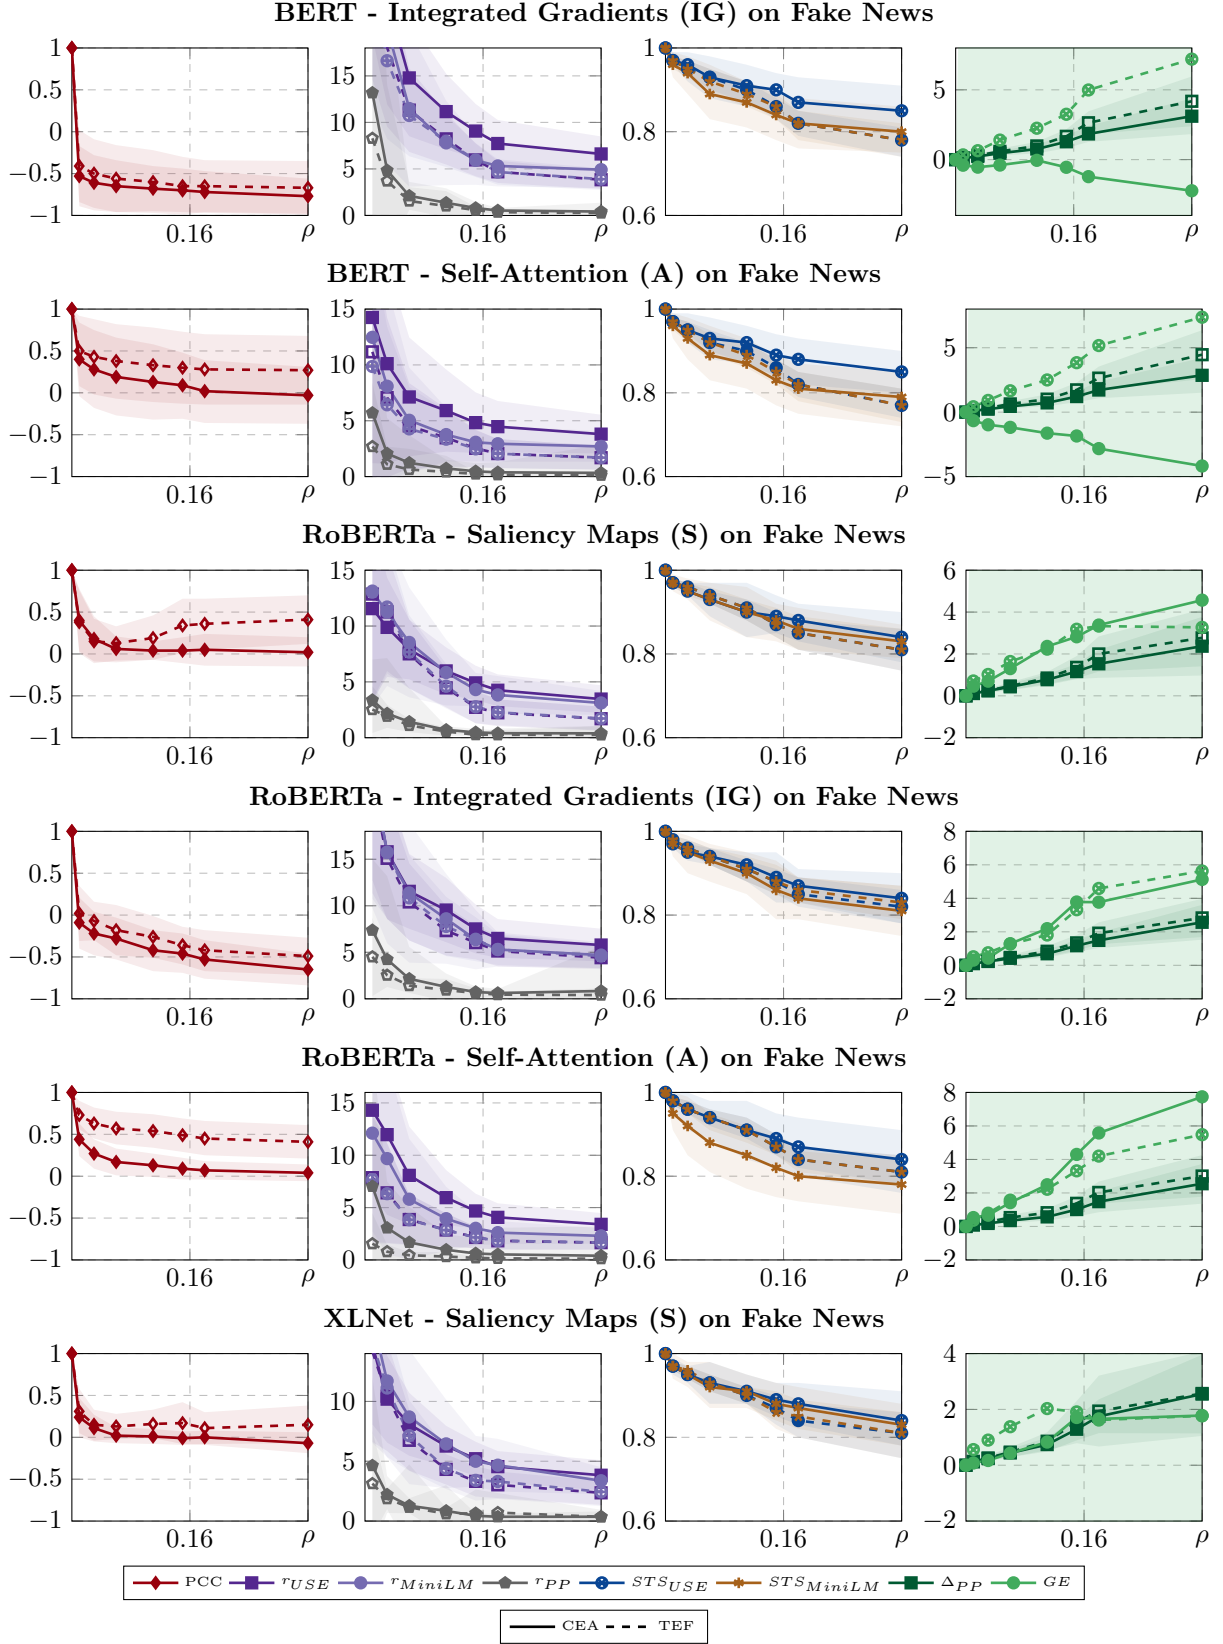 BERT - Integrated Gradients (IG) on Fake News
1 0.5 0 −0.5 −1 0.16 ρ
15 10 5 0 0.16 ρ
1 0.8 0.6 0.16 ρ
5 0 0.16 ρ
BERT - Self-Attention (A) on Fake News
1 0.5 0 −0.5 −1 0.16 ρ
15 10 5 0 0.16 ρ
1 0.8 0.6 0.16 ρ
5 0 −5 0.16 ρ
RoBERTa - Saliency Maps (S) on Fake News
1 0.5 0 −0.5 −1 0.16 ρ
15 10 5 0 0.16 ρ
1 0.8 0.6 0.16 ρ
6 4 2 0 −2 0.16 ρ
RoBERTa - Integrated Gradients (IG) on Fake News
1 0.5 0 −0.5 −1 0.16 ρ
15 10 5 0 0.16 ρ
1 0.8 0.6 0.16 ρ
8 6 4 2 0 −2 0.16 ρ
RoBERTa - Self-Attention (A) on Fake News
1 0.5 0 −0.5 −1 0.16 ρ
15 10 5 0 0.16 ρ
1 0.8 0.6 0.16 ρ
8 6 4 2 0 −2 0.16 ρ
XLNet - Saliency Maps (S) on Fake News
1 0.5 0 −0.5 −1 0.16 ρ
10 5 0 0.16 ρ
1 0.8 0.6 0.16 ρ
4 2 0 −2 0.16 ρ
PCC r_USE r_MiniLM r_PP STS_USE STS_MiniLM Δ_PP GE
CEA TEF